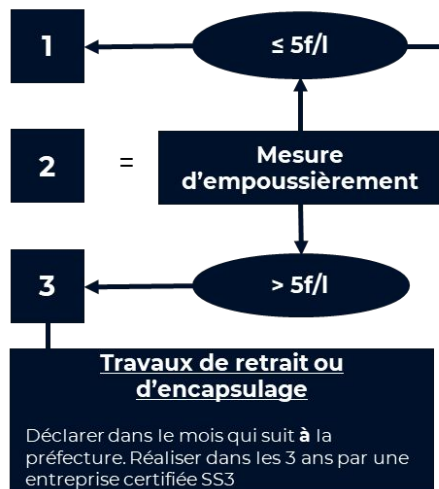 1
≤ 5f/l
2
=
Mesure
d'empoussièrement
3
> 5f/l
Travaux de retrait ou
d'encapsulage
Déclarer dans le mois qui suit à la
préfecture. Réaliser dans les 3 ans par une
entreprise certifiée SS3